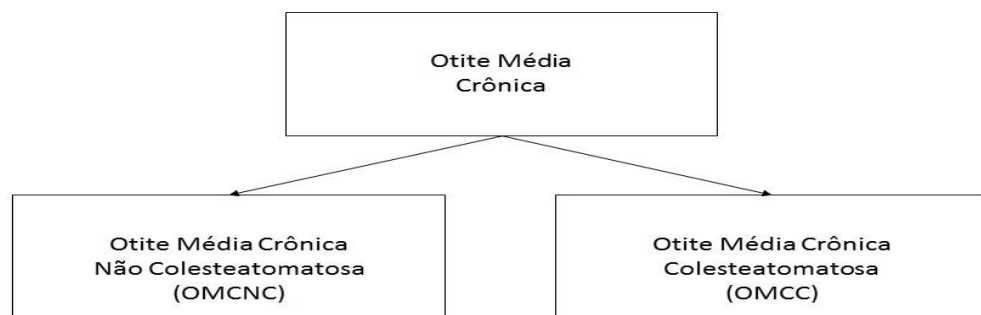 Otite Média
Crônica
Otite Média Crônica
Não Colesteatomatosa
(OMCNC)
Otite Média Crônica
Colesteatomatosa
(OMCC)